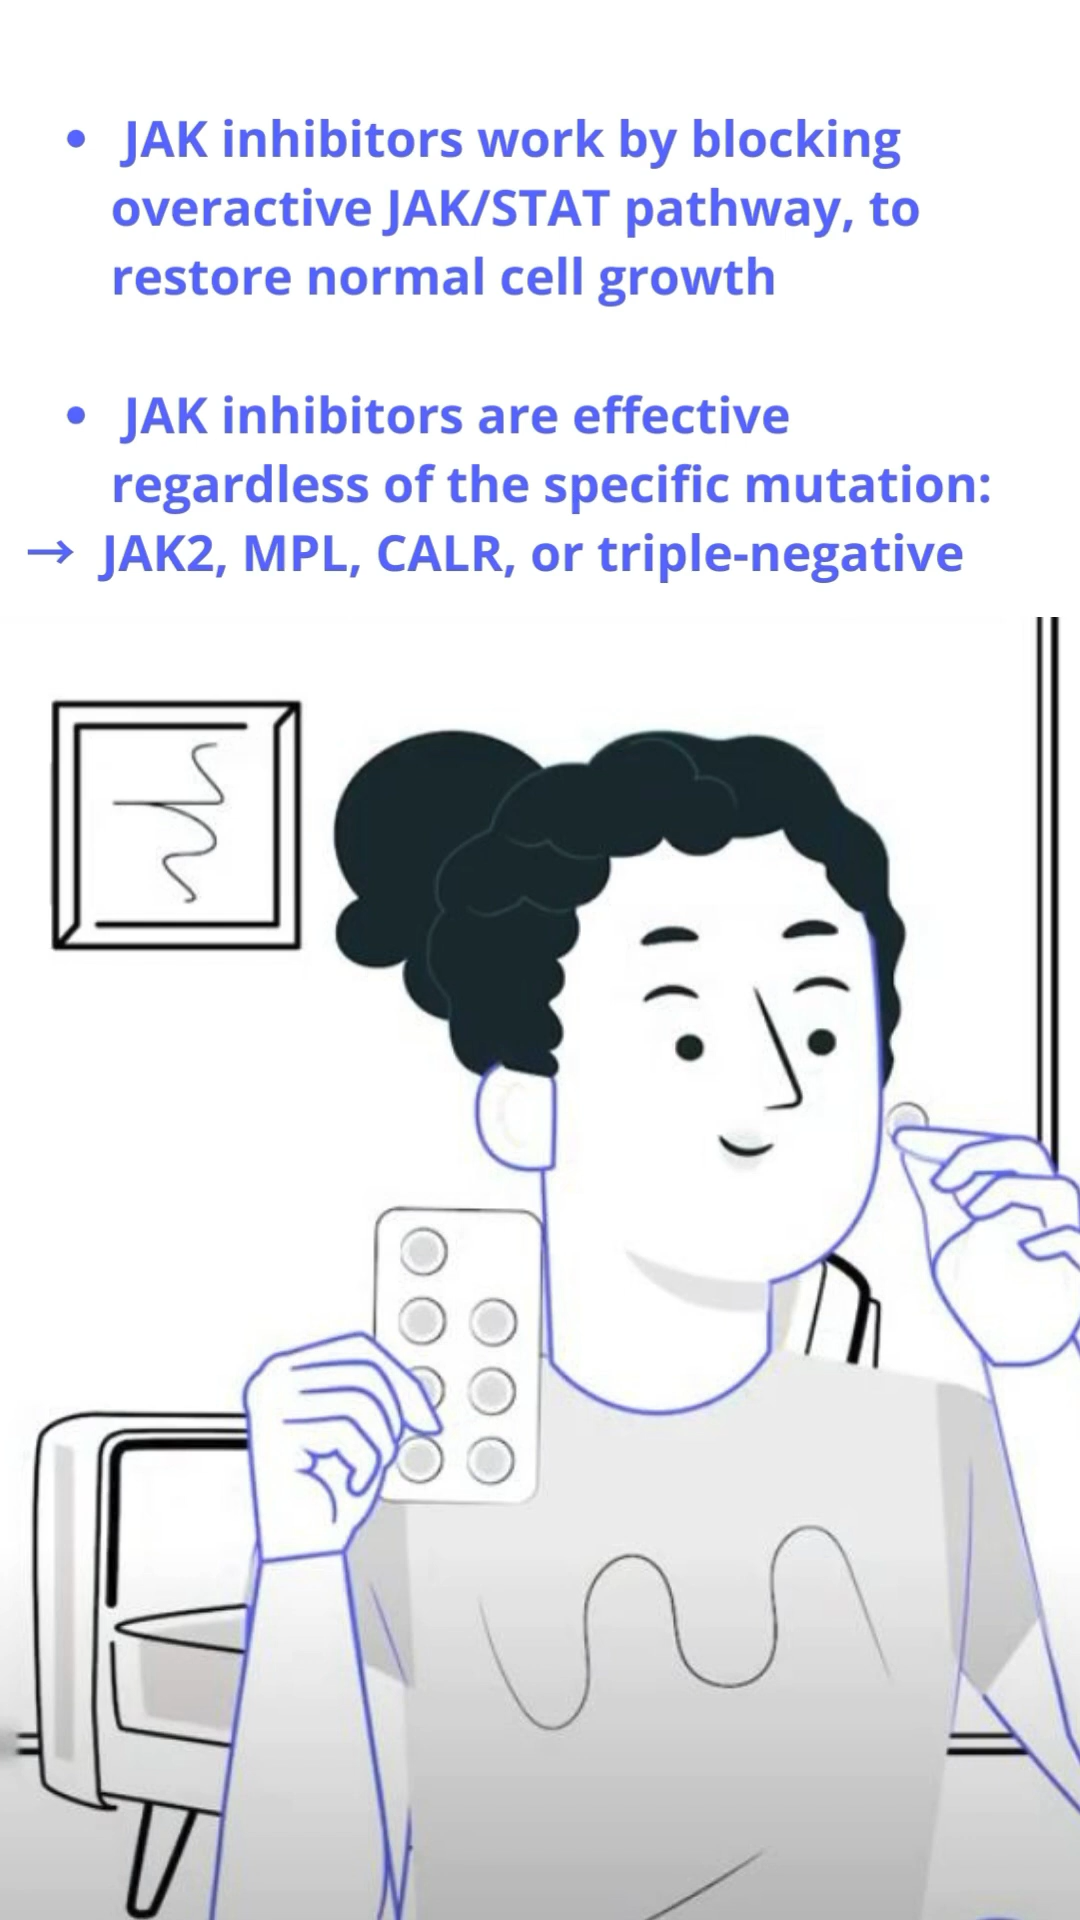 • JAK inhibitors work by blocking
overactive JAK/STAT pathway, to
restore normal cell growth
• JAK inhibitors are effective
regardless of the specific mutation:
→ JAK2, MPL, CALR, or triple-negative